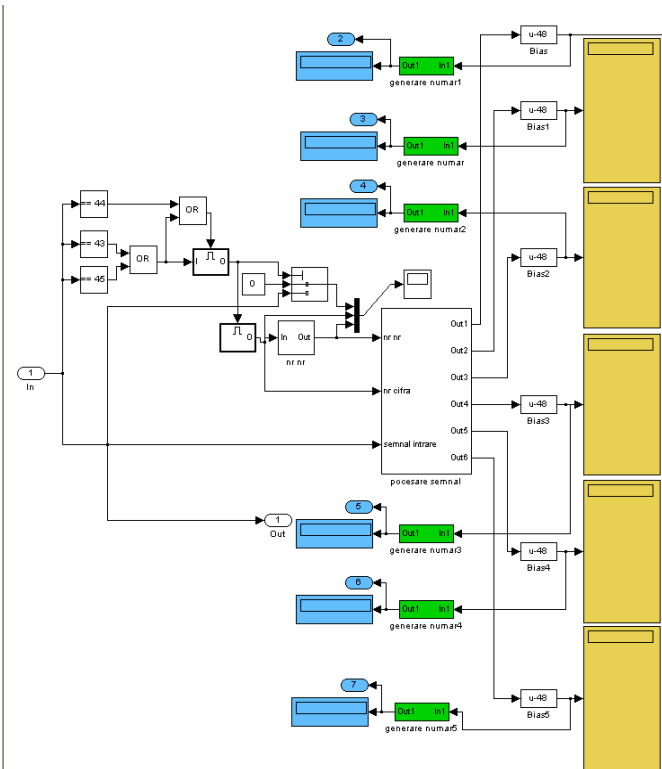 2
u-48
Bias
Out1 In1
generare numar1
3
u-48
Bias1
Out1 In1
generare numar
4
Out1 In1
generare numar2
== 44
OR
== 43
OR
== 45
I O
u-48
Bias2
0
O
In Out
nr nr
nr nr
nr cifra
semnal intrare
Out1
Out2
Out3
Out4
Out5
Out6
pocesare semnal
1
In
u-48
Bias3
5
Out1 In1
generare numar3
1
Out
u-48
Bias4
6
Out1 In1
generare numar4
7
Out1 In1
generare numar5
u-48
Bias5